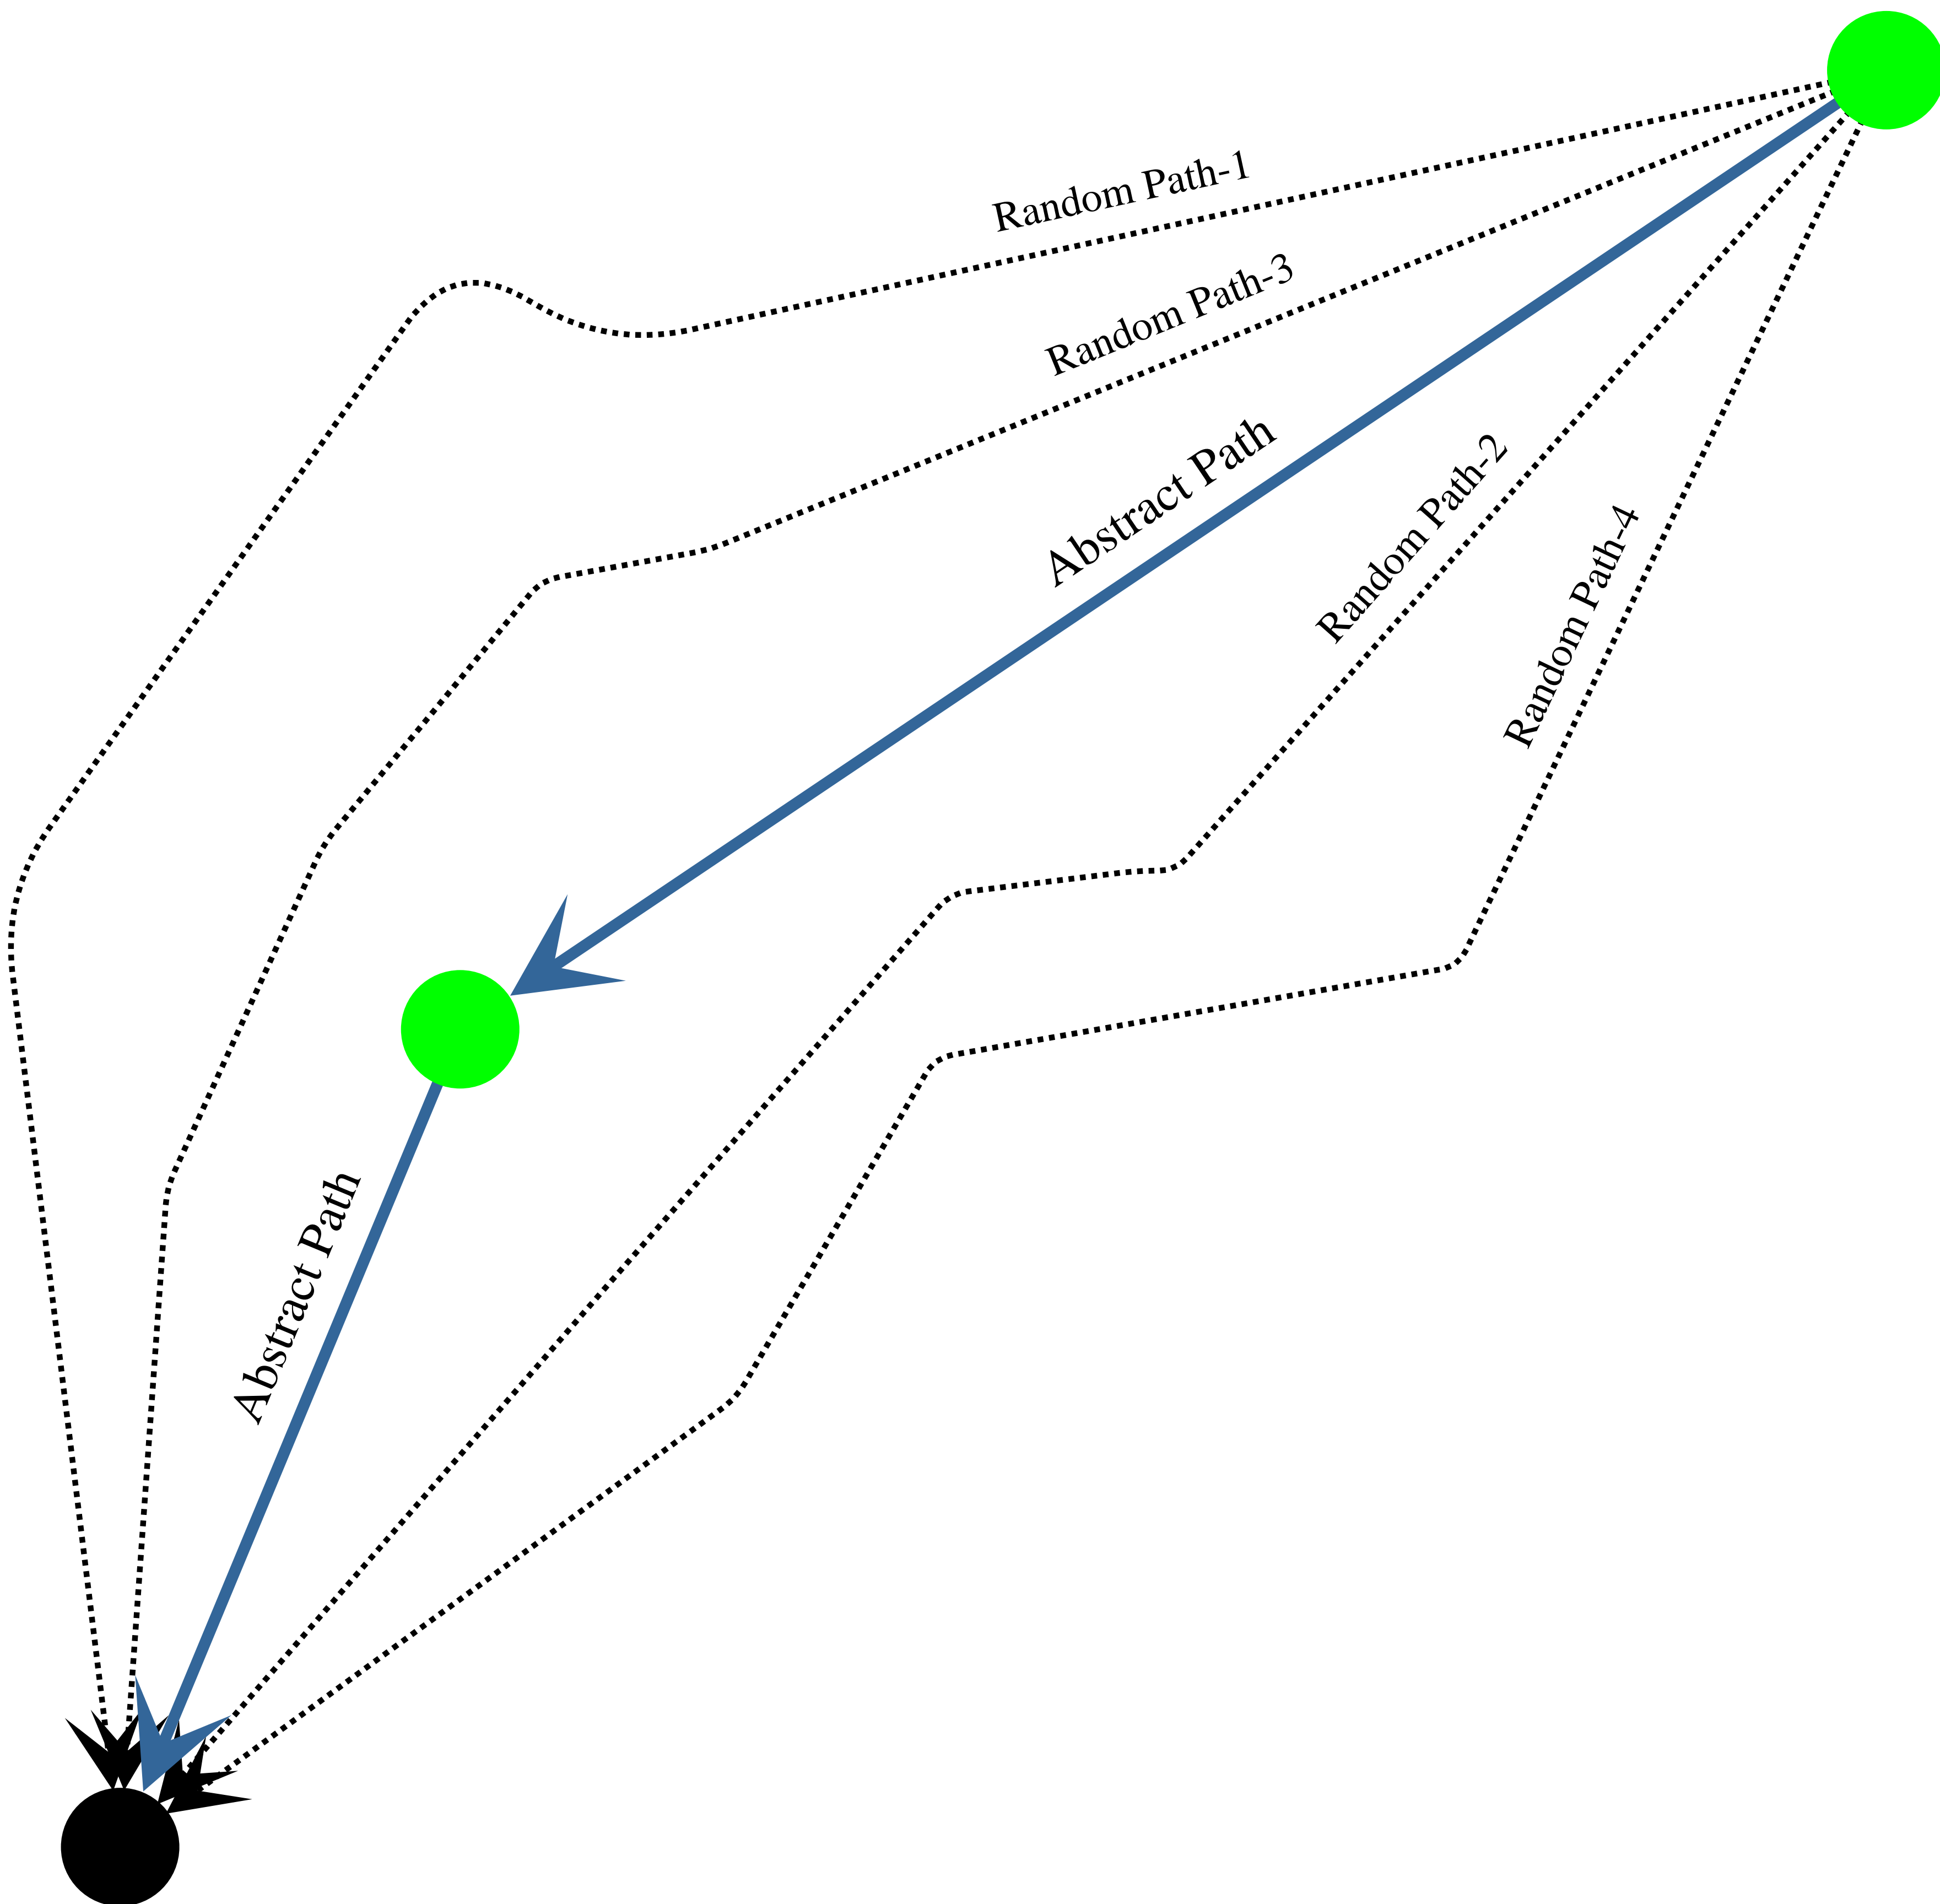 Random Path-1
Random Path-3
Abstract Path
Random Path-2
Random Path-4
Abstract Path